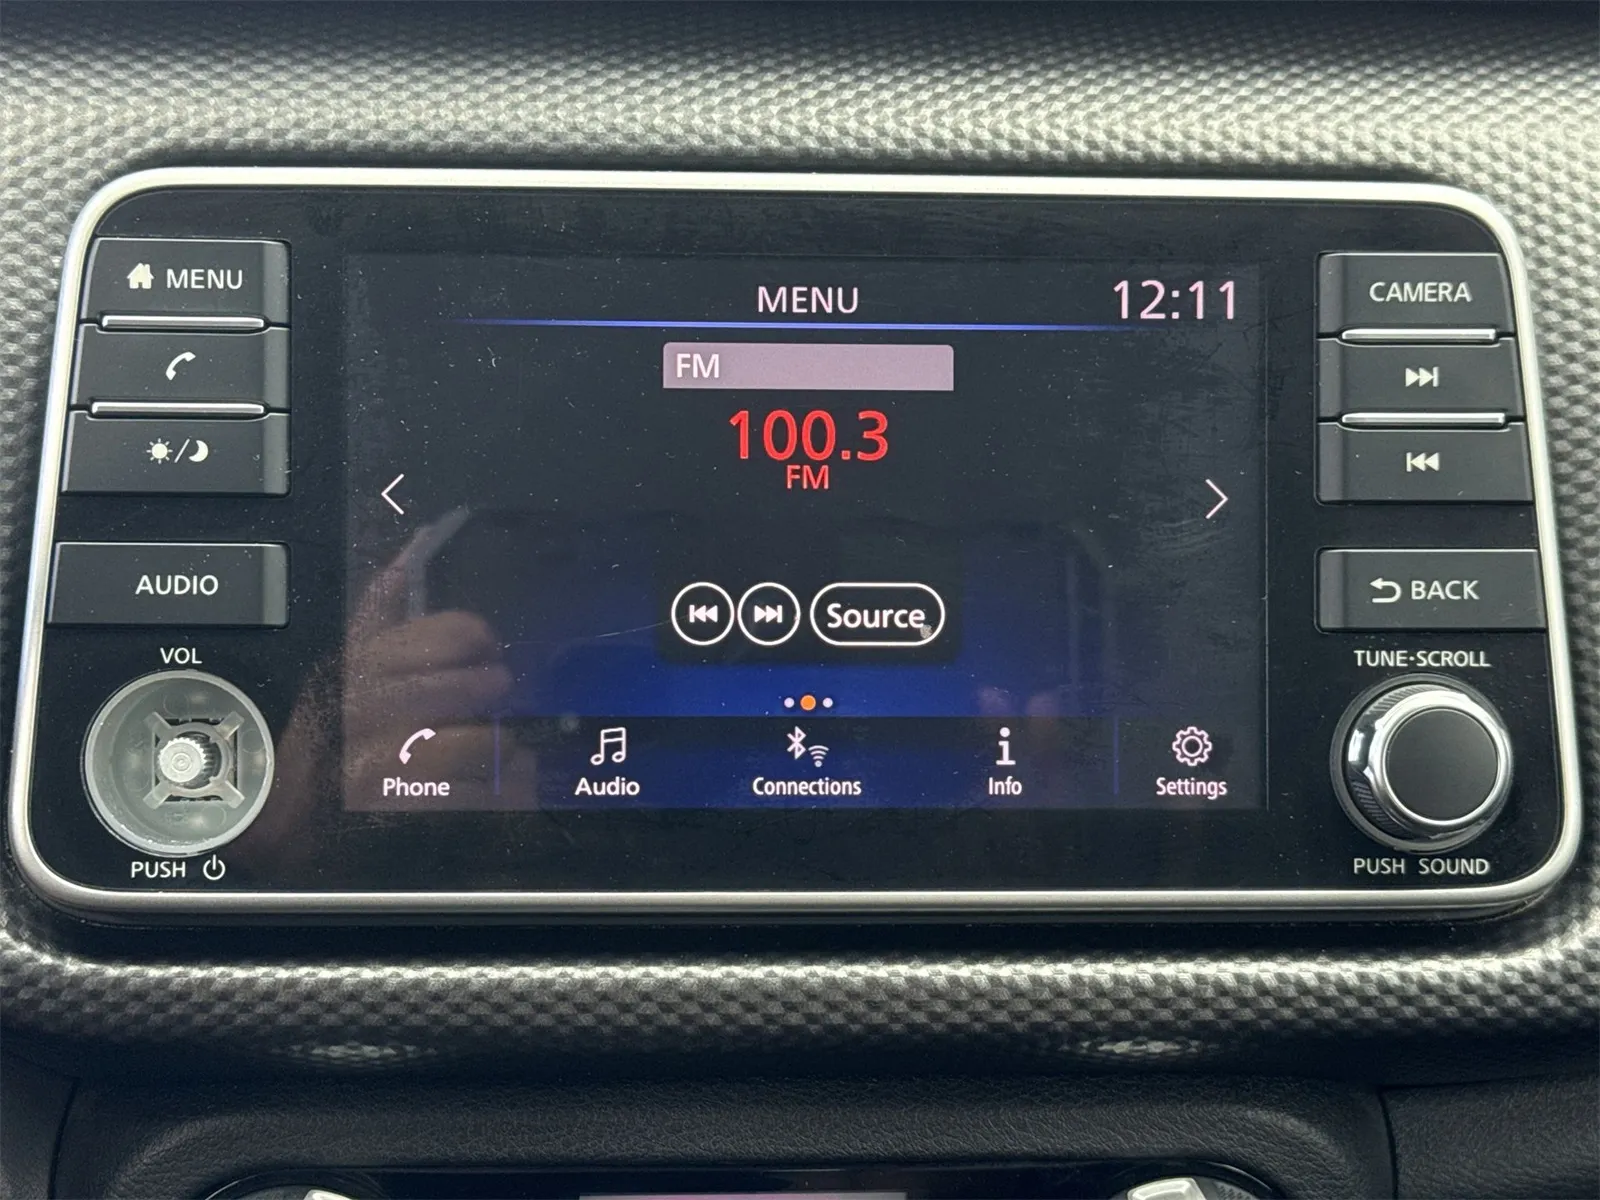 MENU
AUDIO
VOL
PUSH
MENU
12:11
FM
100.3
FM
Source
Phone
Audio
Connections
Info
Settings
CAMERA
BACK
TUNE·SCROLL
PUSH SOUND